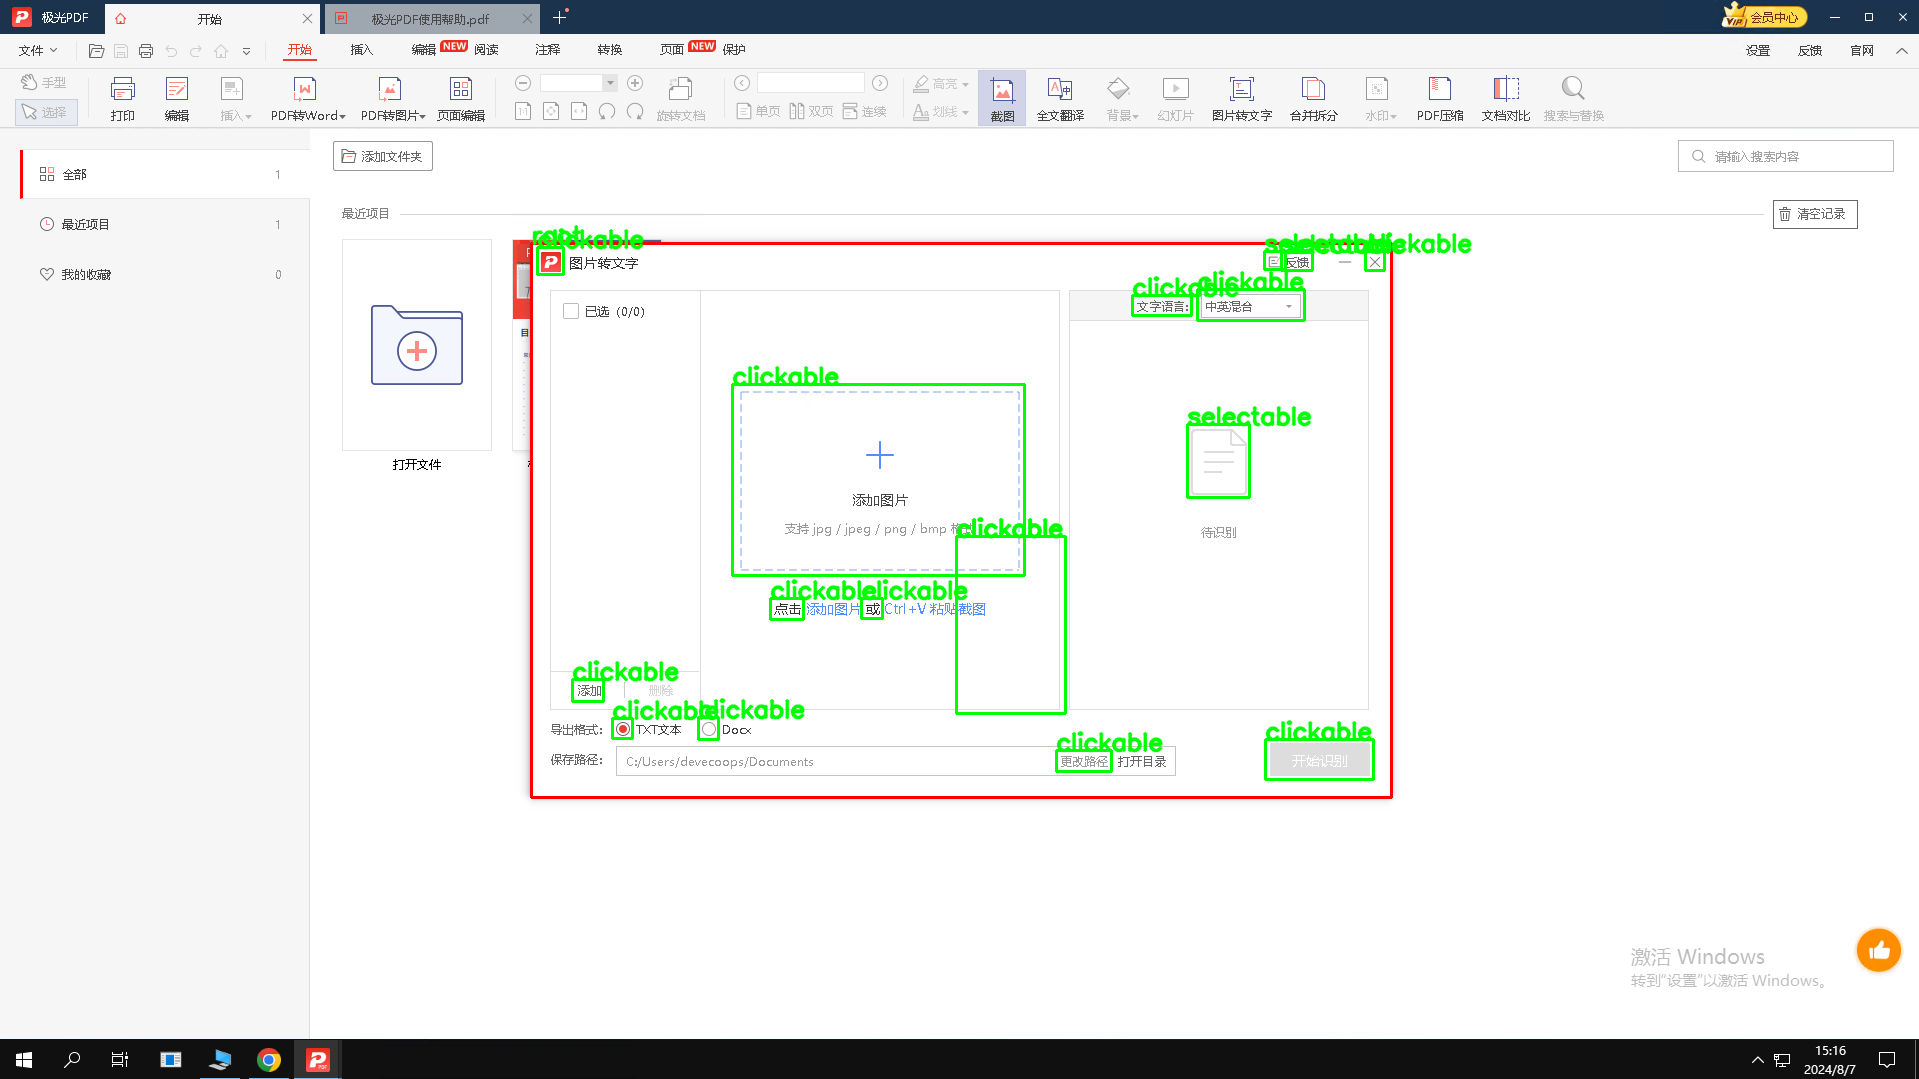 极光PDF
开始
极光PDF使用帮助.pdf
VIP 会员中心
文件
开始
插入
编辑 NEW
阅读
注释
转换
页面 NEW
保护
设置
反馈
官网
手型
选择
打印
编辑
插入
PDF转Word
PDF转图片
页面编辑
旋转文档
单页
双页
连续
高亮
划线
截图
全文翻译
背景
幻灯片
图片转文字
合并拆分
水印
PDF压缩
文档对比
搜索与替换
全部 1
最近项目 1
我的收藏 0
添加文件夹
请输入搜索内容
最近项目
清空记录
打开文件
root
clickable
图片转文字
selectable
clickable
反馈
已选 (0/0)
clickable
clickable
文字语言:
中英混合
clickable
添加图片
支持 jpg / jpeg / png / bmp
clickable
selectable
待识别
clickable
clickable
点击 添加图片 或 Ctrl+V 粘贴截图
clickable
添加
删除
clickable
clickable
导出格式: TXT文本 Docx
clickable
保存路径: C:/Users/devecoops/Documents
更改路径
打开目录
clickable
开始识别
激活 Windows
转到"设置"以激活 Windows。
15:16
2024/8/7